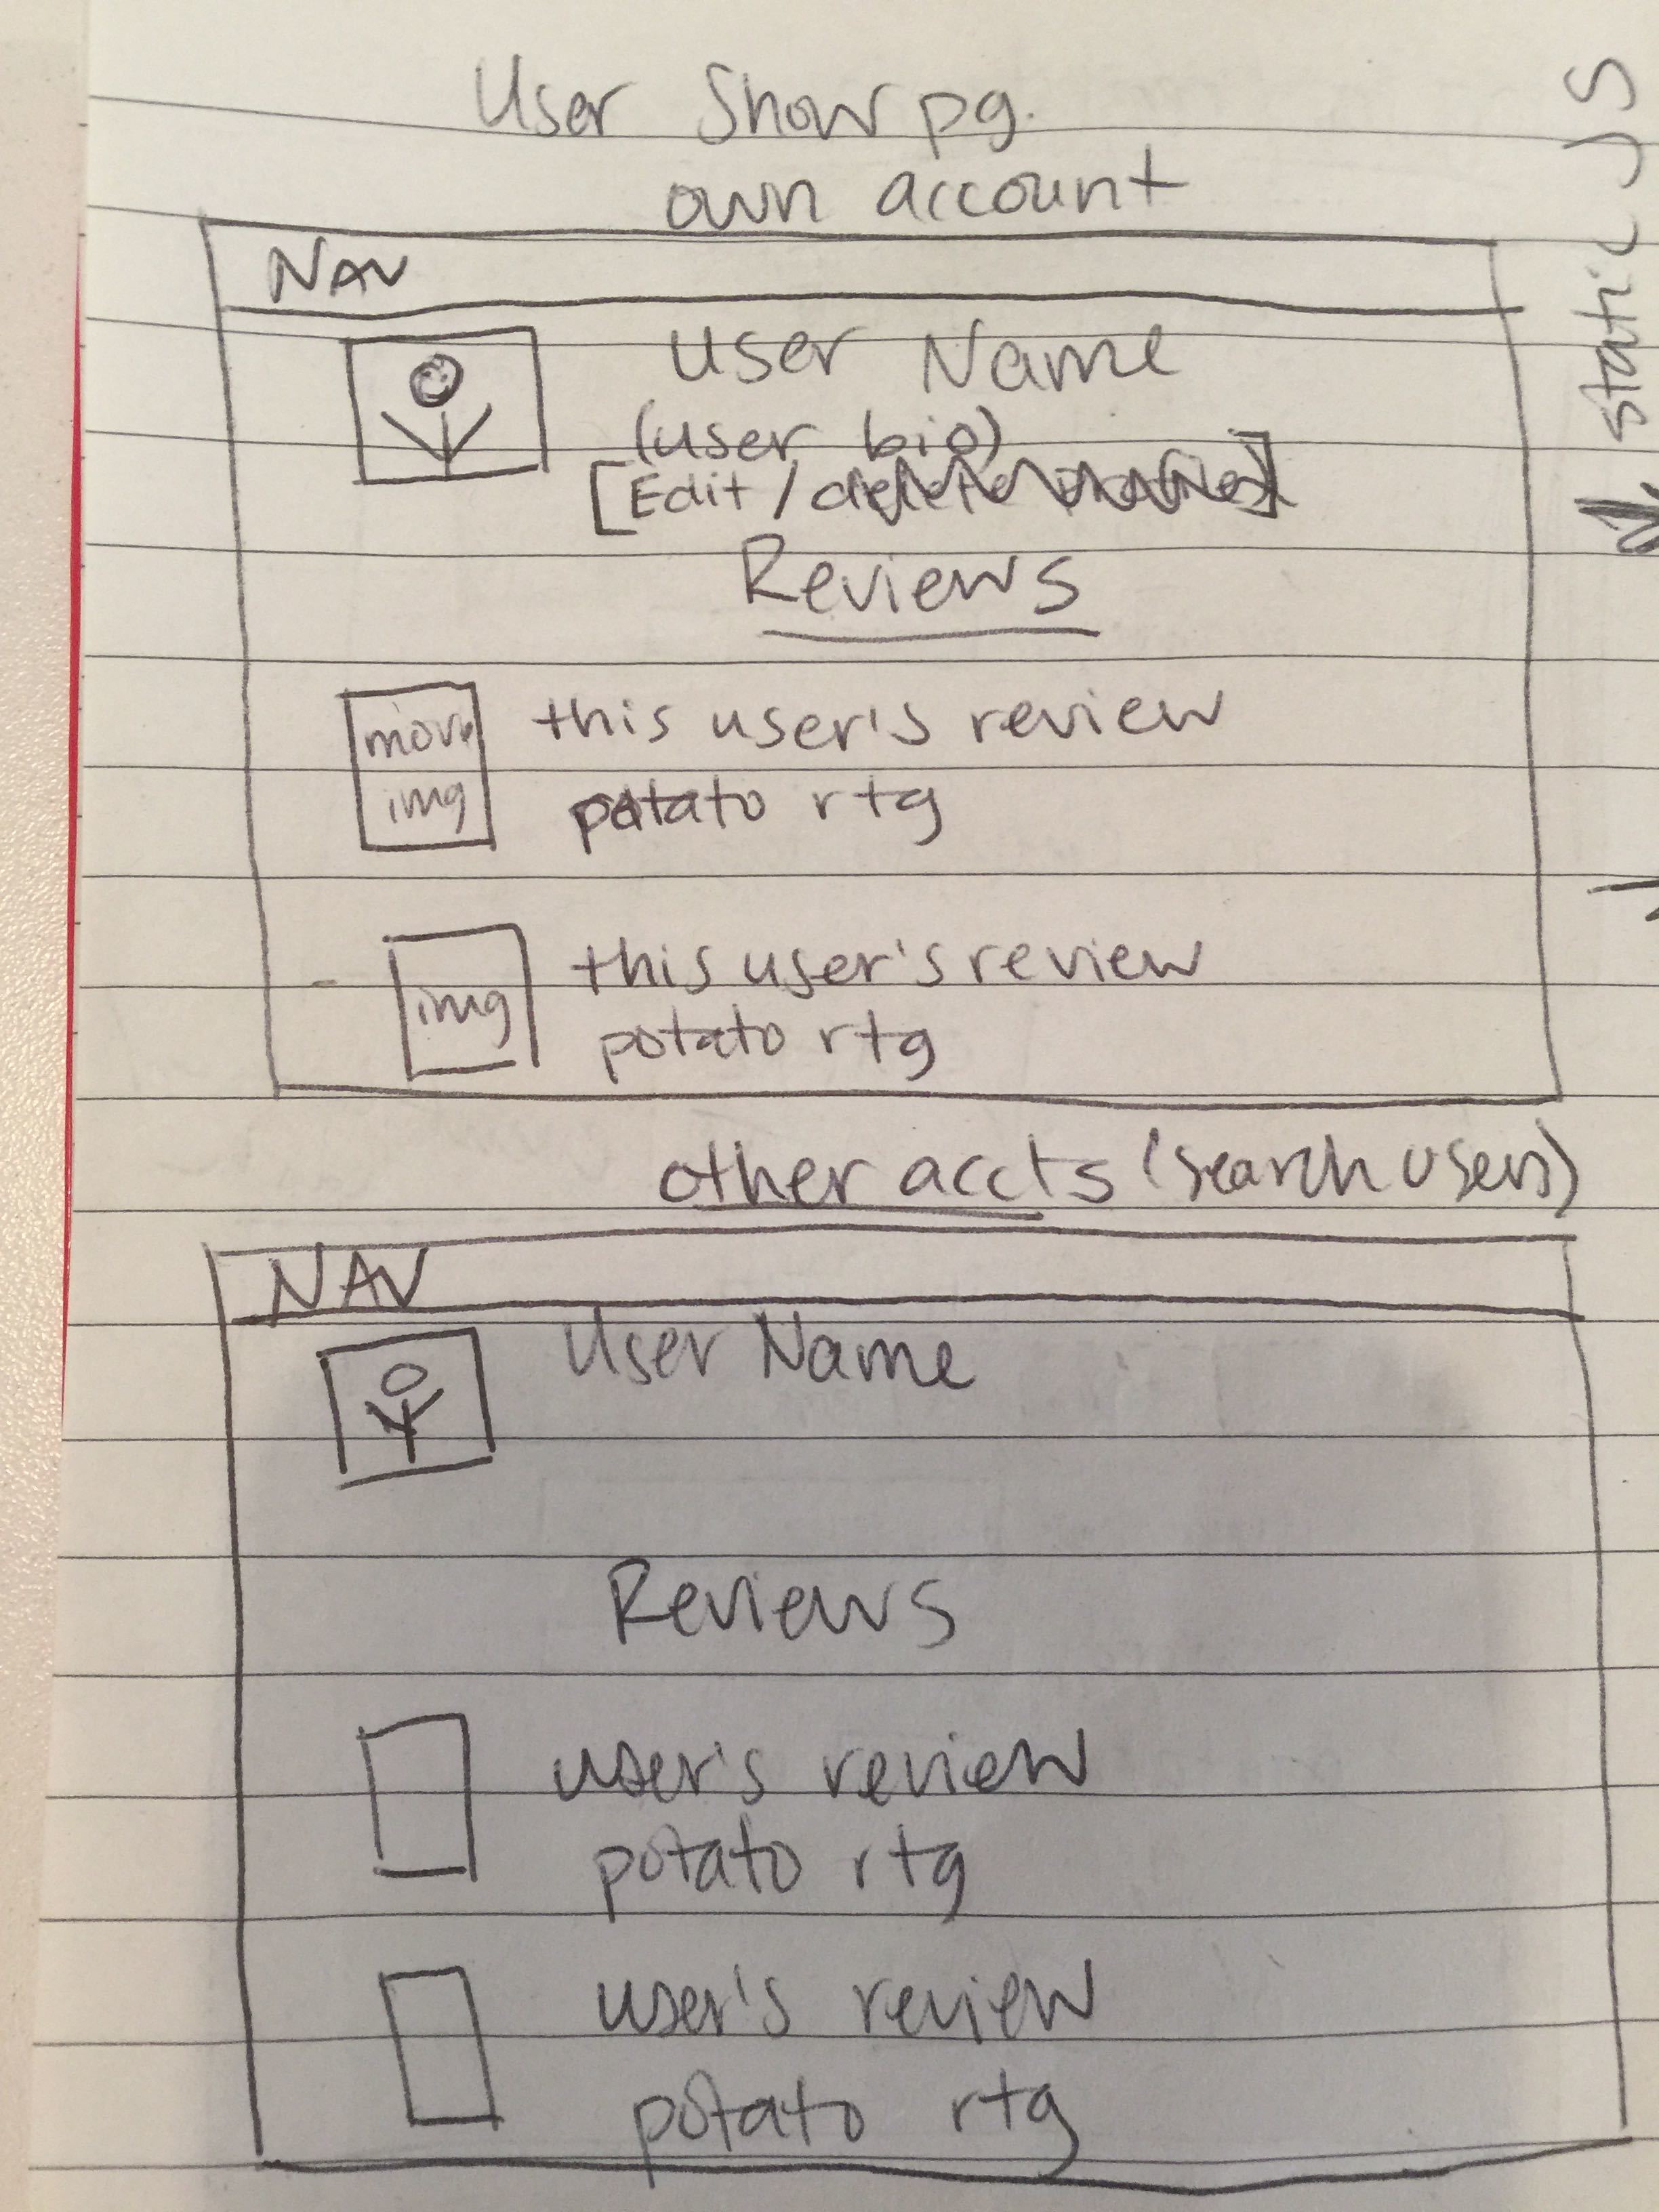 User Show pg.
own account
NAV
User Name
(user bio)
[Edit / delete]
Reviews
movie
img
this user's review
potato rtg
img
this user's review
potato rtg
other accts (search users)
NAV
User Name
Reviews
user's review
potato rtg
user's review
potato rtg
static JS